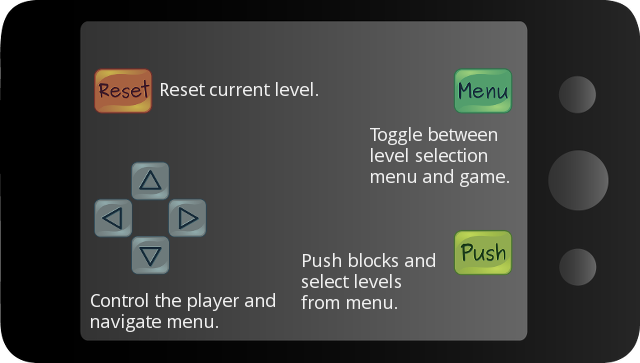 Reset
Reset current level.
Menu
Toggle between
level selection
menu and game.
Push
Push blocks and
select levels
from menu.
Control the player and
navigate menu.